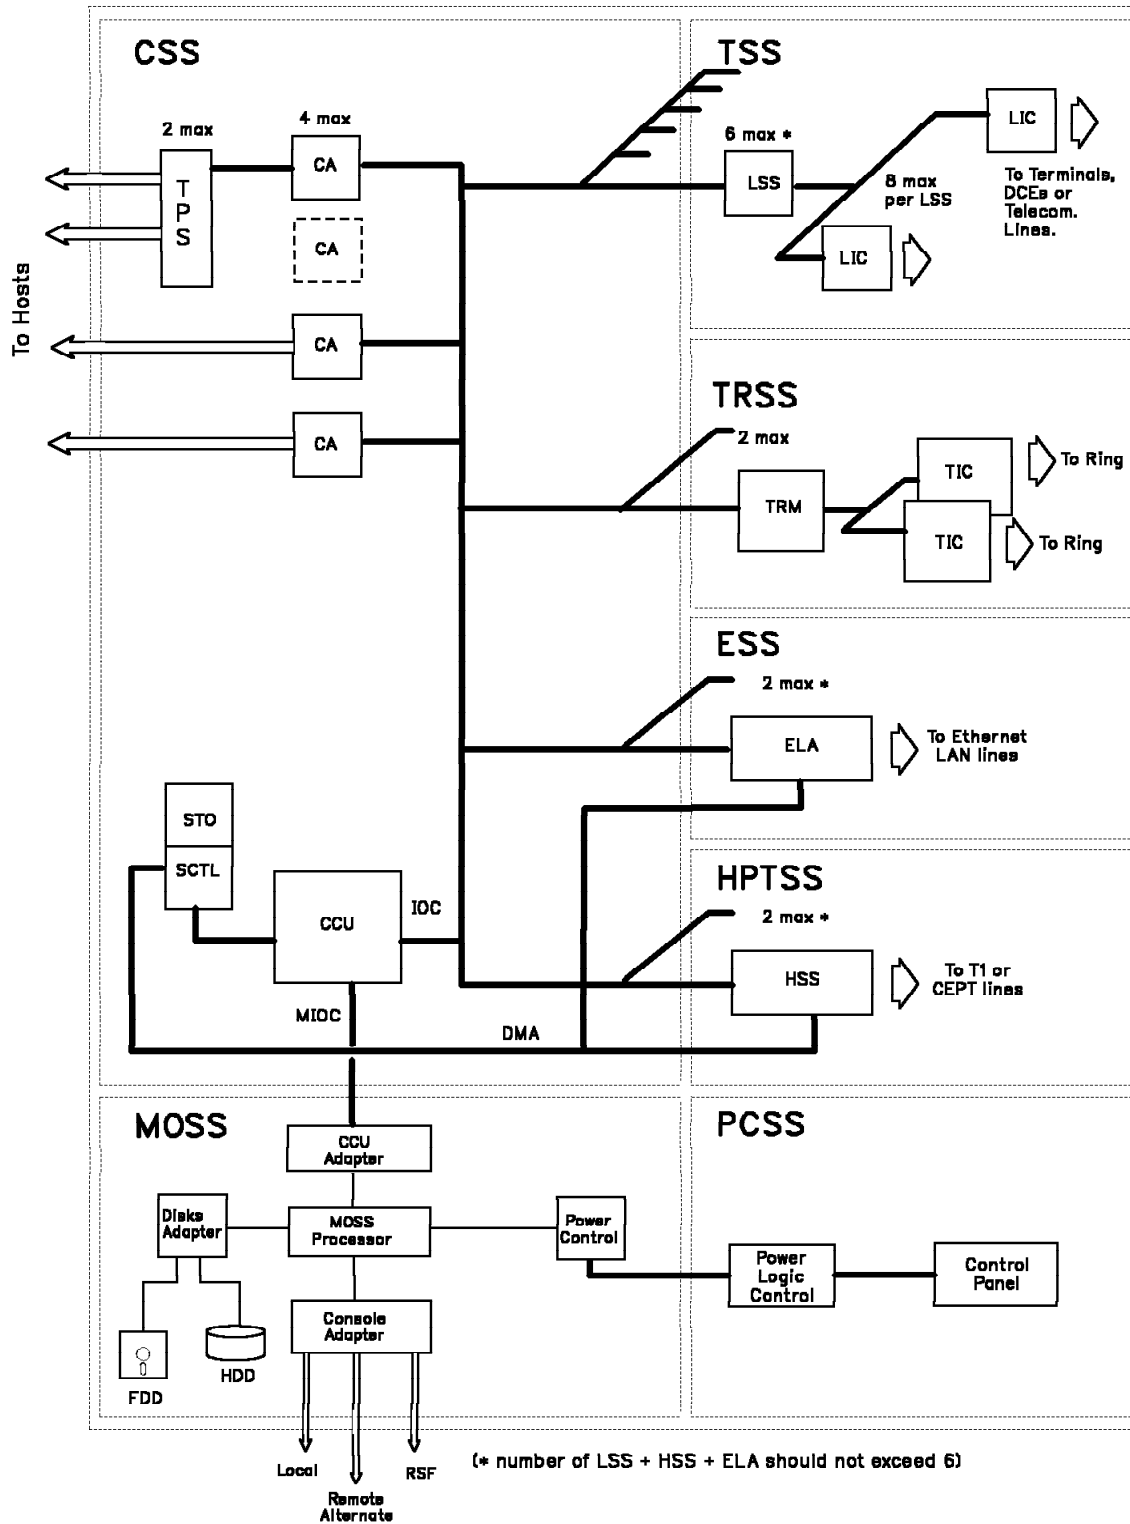 CSS
TSS
2 max
4 max
TPS
CA
CA
CA
CA
To Hosts
6 max *
LSS
8 max
per LSS
LIC
LIC
To Terminals,
DCEs or
Telecom.
Lines.
TRSS
2 max
TRM
TIC
TIC
To Ring
To Ring
ESS
2 max *
ELA
To Ethernet
LAN lines
STO
SCTL
CCU
IOC
MIOC
DMA
HPTSS
2 max *
HSS
To T1 or
CEPT lines
MOSS
CCU
Adapter
Disks
Adapter
MOSS
Processor
Power
Control
Console
Adapter
FDD
HDD
Local
Remote
Alternate
RSF
PCSS
Power
Logic
Control
Control
Panel
(* number of LSS + HSS + ELA should not exceed 6)